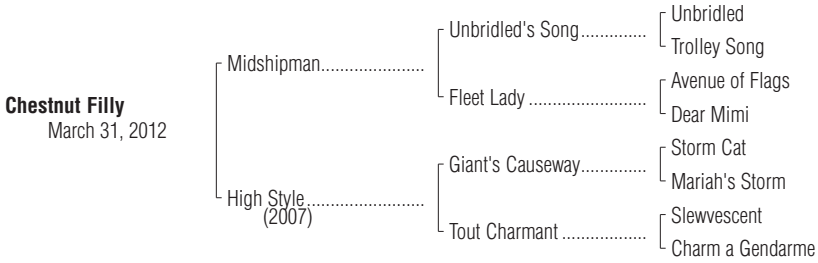 Chestnut Filly
March 31, 2012
Midshipman......................
High Style........................
(2007)
Unbridled's Song.............
Fleet Lady ........................
Giant's Causeway.............
Tout Charmant .................
Unbridled
Trolley Song
Avenue of Flags
Dear Mimi
Storm Cat
Mariah's Storm
Slewvescent
Charm a Gendarme